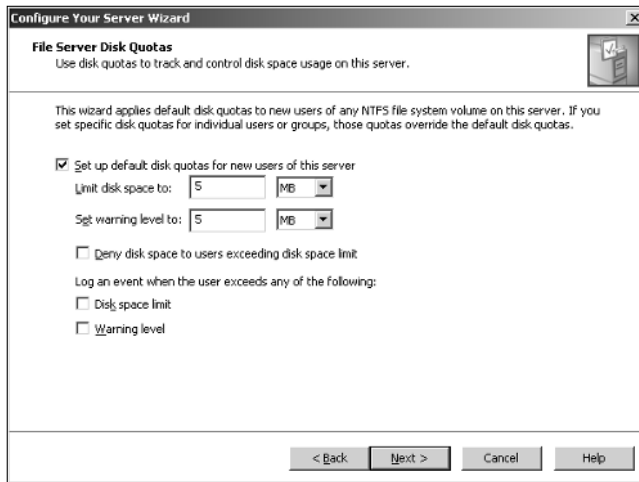 Configure Your Server Wizard
File Server Disk Quotas
Use disk quotas to track and control disk space usage on this server.
This wizard applies default disk quotas to new users of any NTFS file system volume on this server. If you
set specific disk quotas for individual users or groups, those quotas override the default disk quotas.
Set up default disk quotas for new users of this server
Limit disk space to: 5 MB
Set warning level to: 5 MB
Deny disk space to users exceeding disk space limit
Log an event when the user exceeds any of the following:
Disk space limit
Warning level
< Back Next > Cancel Help